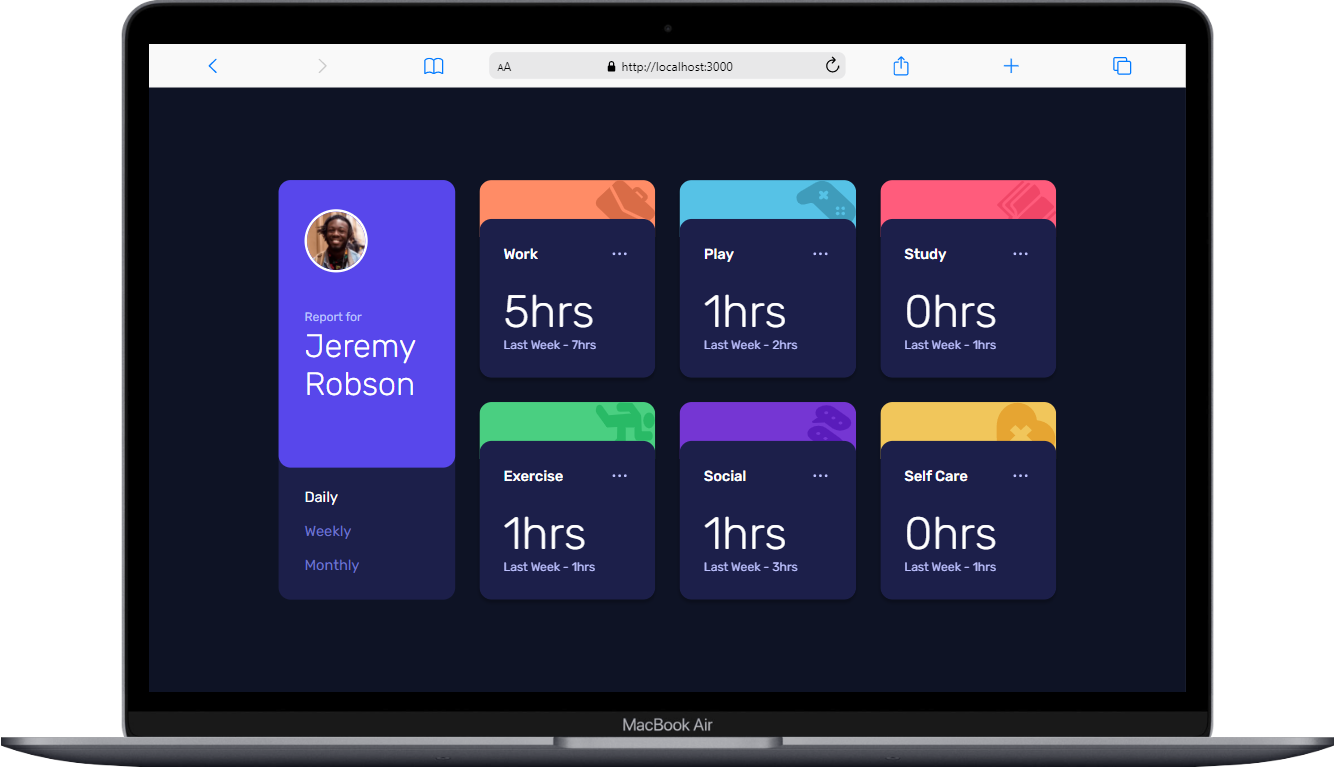 AA http://localhost:3000
Report for
Jeremy
Robson
Daily
Weekly
Monthly
Work ...
5hrs
Last Week - 7hrs
Play ...
1hrs
Last Week - 2hrs
Study ...
0hrs
Last Week - 1hrs
Exercise ...
1hrs
Last Week - 1hrs
Social ...
1hrs
Last Week - 3hrs
Self Care ...
0hrs
Last Week - 1hrs
MacBook Air